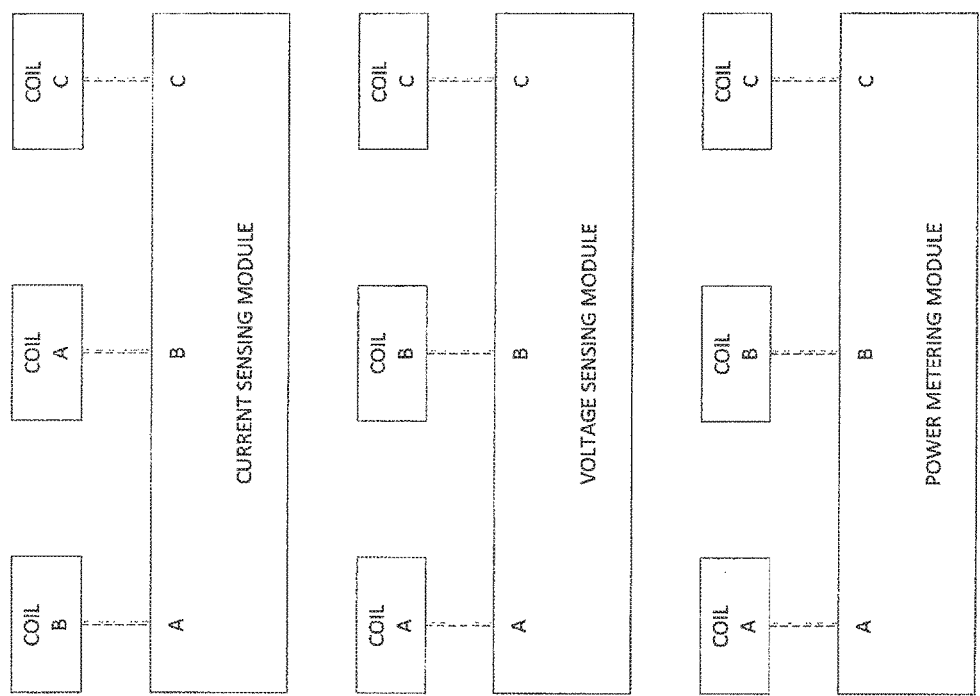 COIL COIL COIL
B A C
A B C
CURRENT SENSING MODULE
COIL COIL COIL
A B C
A B C
VOLTAGE SENSING MODULE
COIL COIL COIL
A B C
A B C
POWER METERING MODULE